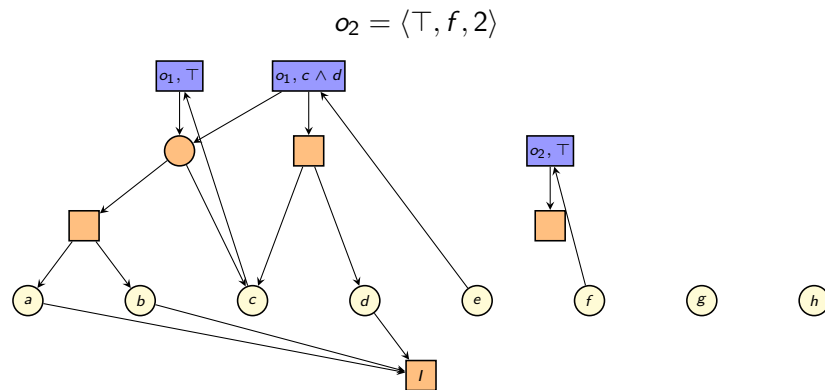 o₂ = ⟨⊤, f, 2⟩
o₁, ⊤
o₁, c ∧ d
o₂, ⊤
a
b
c
d
e
f
g
h
I